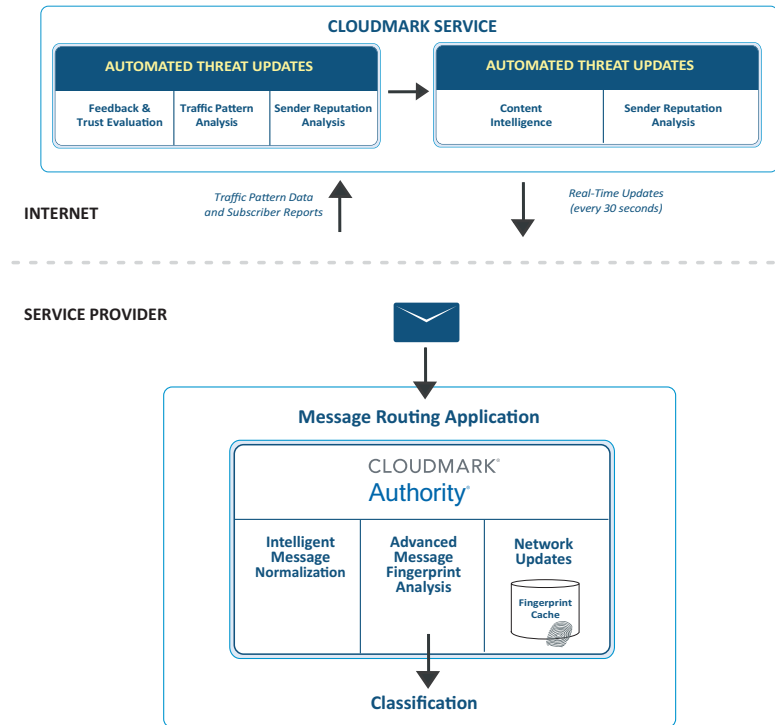 CLOUDMARK SERVICE
AUTOMATED THREAT UPDATES
Feedback &
Trust Evaluation
Traffic Pattern
Analysis
Sender Reputation
Analysis
AUTOMATED THREAT UPDATES
Content
Intelligence
Sender Reputation
Analysis
Traffic Pattern Data
and Subscriber Reports
Real-Time Updates
(every 30 seconds)
INTERNET
SERVICE PROVIDER
Message Routing Application
CLOUDMARK®
Authority®
Intelligent
Message
Normalization
Advanced
Message
Fingerprint
Analysis
Network
Updates
Fingerprint
Cache
Classification